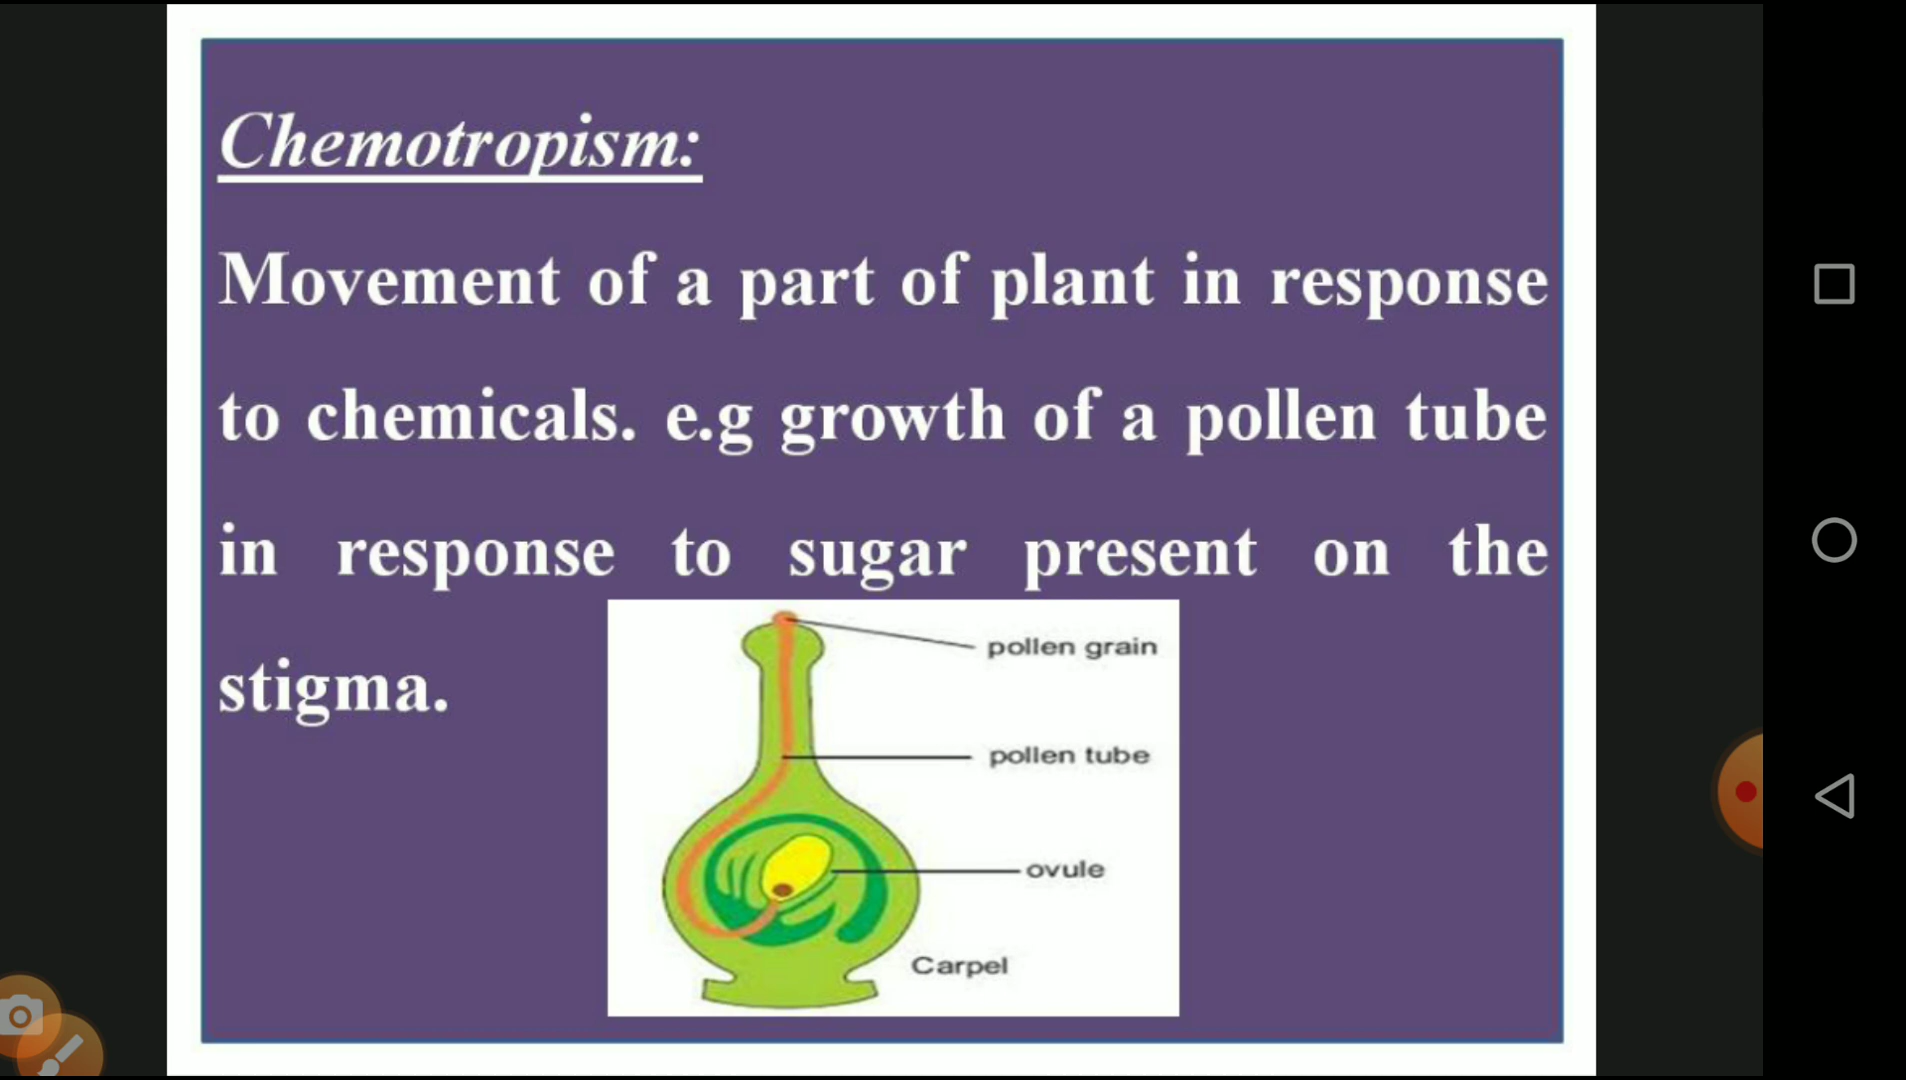 Chemotropism:
Movement of a part of plant in response
to chemicals. e.g growth of a pollen tube
in response to sugar present on the
stigma.
pollen grain
pollen tube
ovule
Carpel